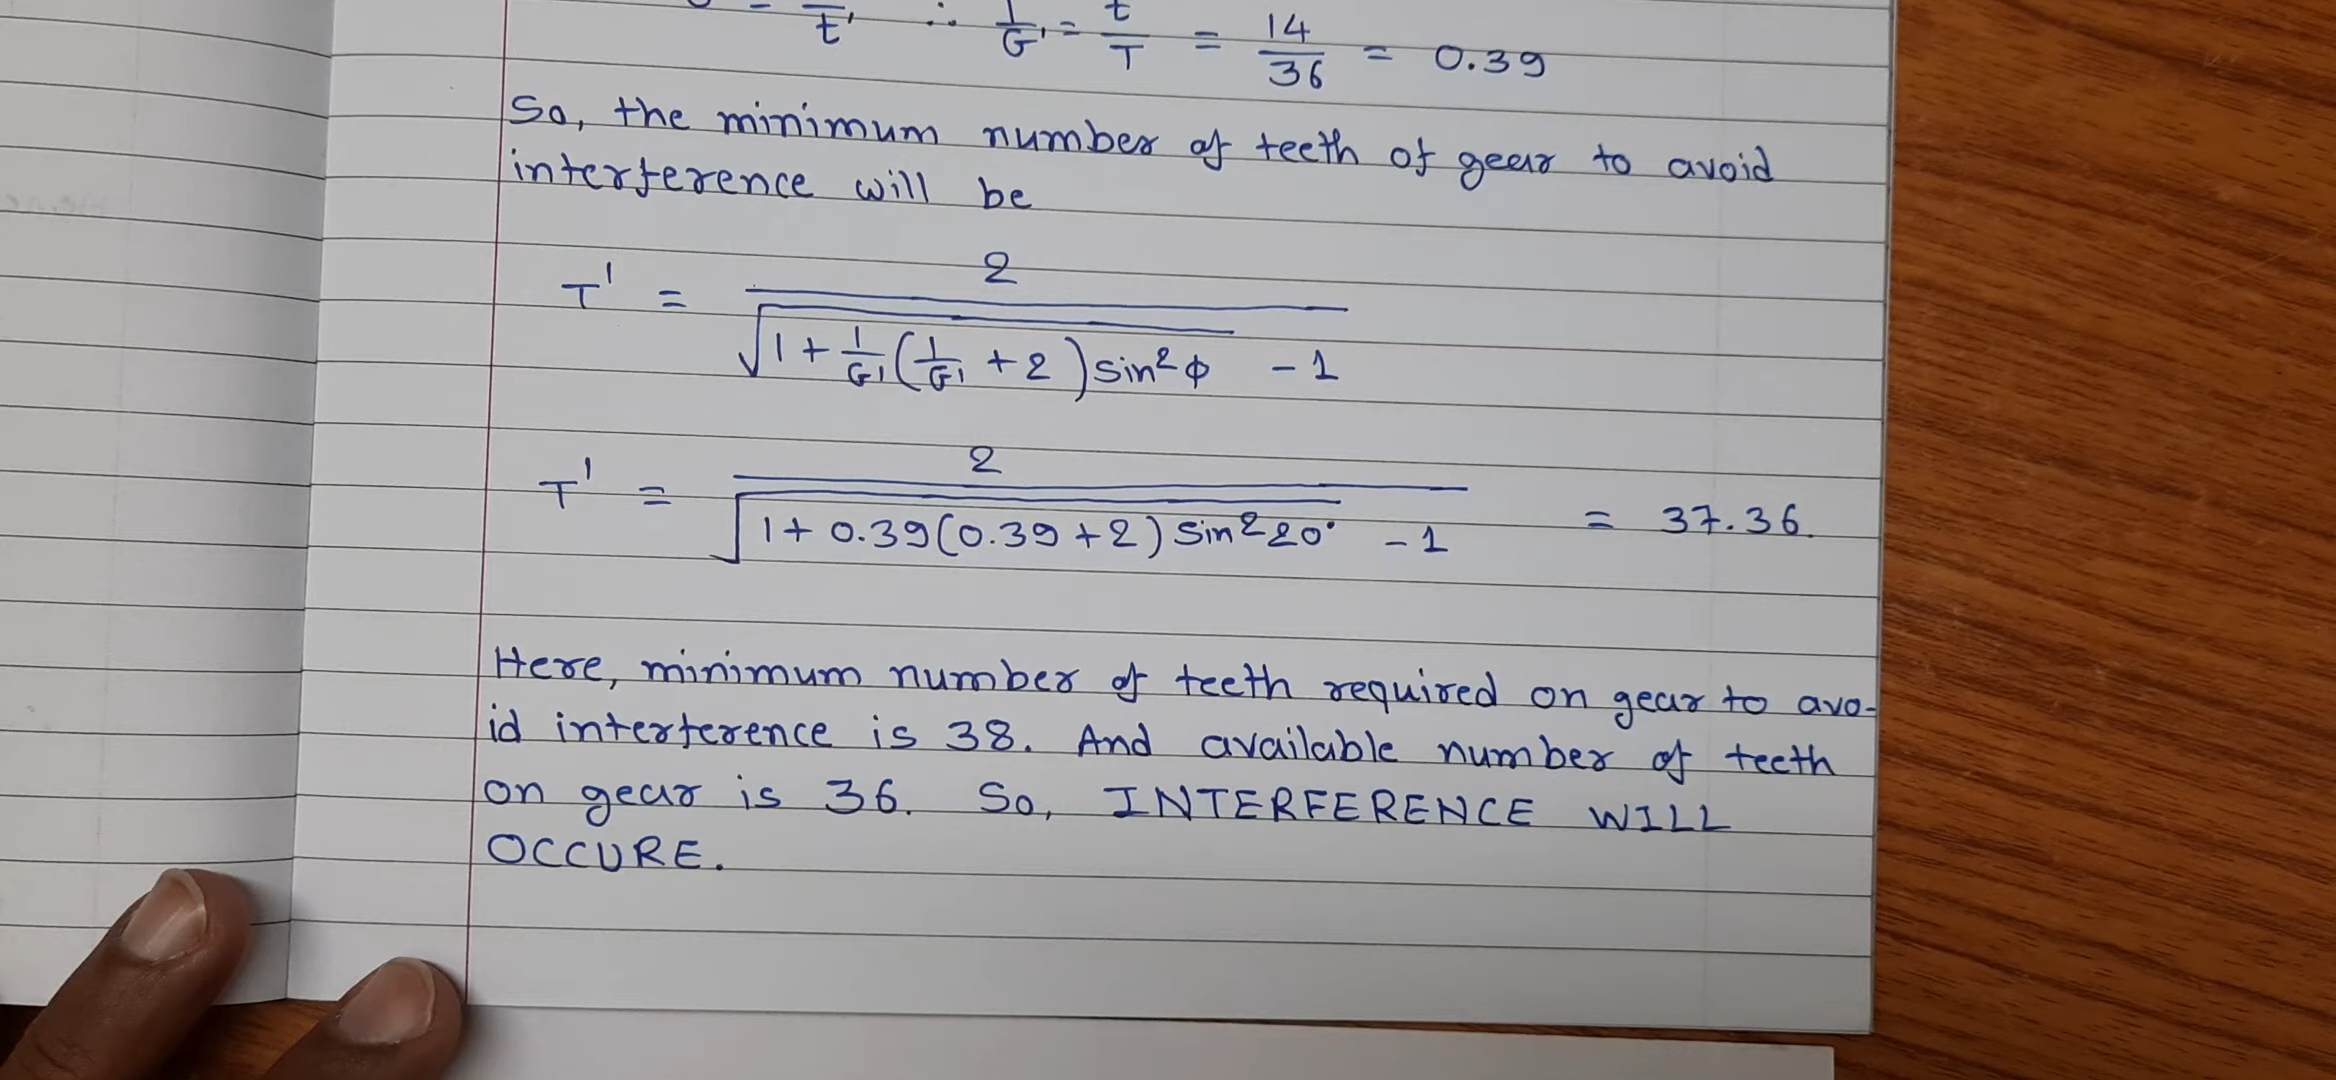 t' ∴ 1/G' = t/T = 14/36 = 0.39
So, the minimum number of teeth of gear to avoid
interference will be
T' = 2 / (√(1 + 1/G' (1/G' + 2) sin²φ) - 1)
T' = 2 / (√(1 + 0.39(0.39 + 2) sin²20°) - 1) = 37.36.
Here, minimum number of teeth required on gear to avo-
id interference is 38. And available number of teeth
on gear is 36. So, INTERFERENCE WILL
OCCURE.